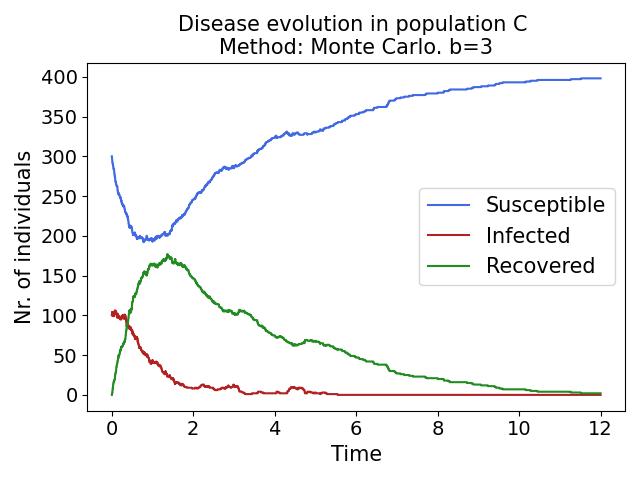 Disease evolution in population C
Method: Monte Carlo. b=3
Nr. of individuals
400
350
300
250
200
150
100
50
0
Susceptible
Infected
Recovered
0 2 4 6 8 10 12
Time